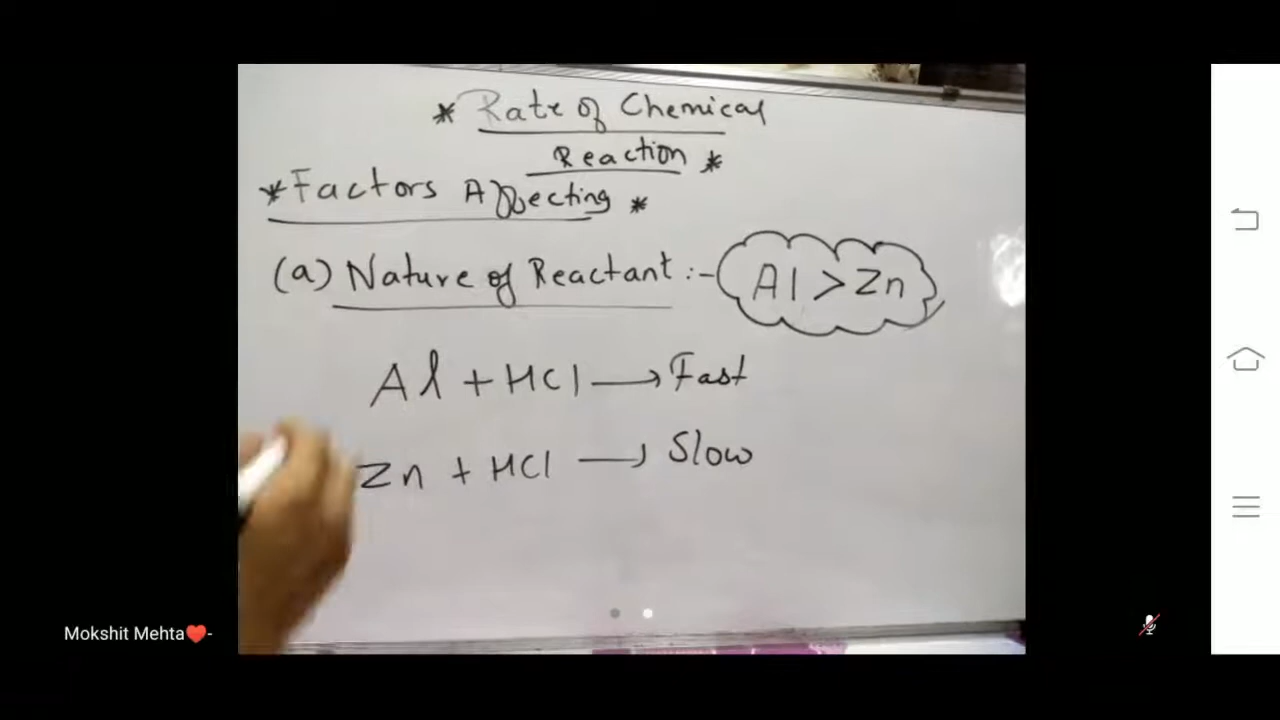 * Rate of Chemical
Reaction *
* Factors Affecting *
(a) Nature of Reactant :- Al > Zn
Al + HCl → Fast
Zn + HCl → Slow
Mokshit Mehta❤️-